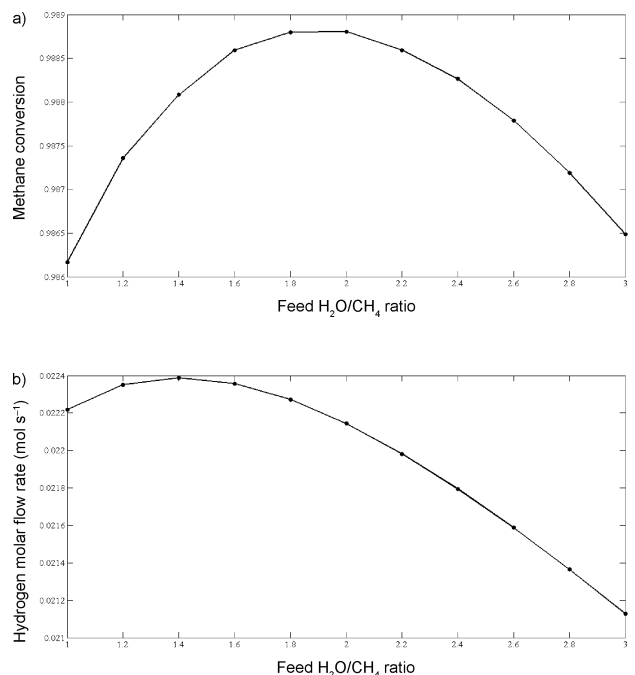 a)
0.989
0.9885
0.988
0.9875
0.987
0.9865
0.986
Methane conversion
1 1.2 1.4 1.6 1.8 2 2.2 2.4 2.6 2.8 3
Feed H₂O/CH₄ ratio
b)
0.0224
0.0222
0.022
0.0218
0.0216
0.0214
0.0212
0.021
Hydrogen molar flow rate (mol s⁻¹)
1 1.2 1.4 1.6 1.8 2 2.2 2.4 2.6 2.8 3
Feed H₂O/CH₄ ratio